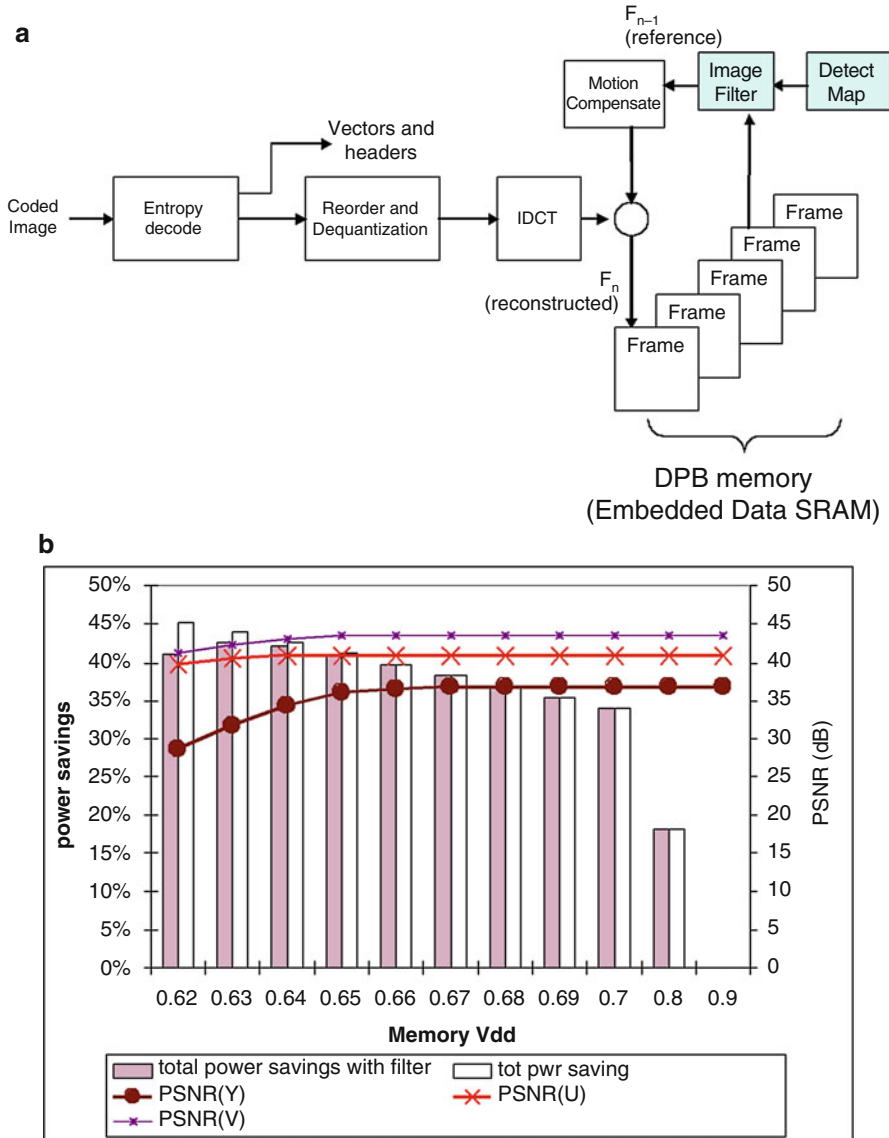 a
F n–1
(reference)
Motion
Compensate
Image
Filter
Detect
Map
Vectors and
headers
Coded
Image
Entropy
decode
Reorder and
Dequantization
IDCT
F n
(reconstructed)
Frame
Frame
Frame
Frame
Frame
DPB memory
(Embedded Data SRAM)
b
power savings
50%
45%
40%
35%
30%
25%
20%
15%
10%
5%
0%
50
45
40
35
30
25
20
15
10
5
0
PSNR (dB)
0.62 0.63 0.64 0.65 0.66 0.67 0.68 0.69 0.7 0.8 0.9
Memory Vdd
total power savings with filter
tot pwr saving
PSNR(Y)
PSNR(U)
PSNR(V)